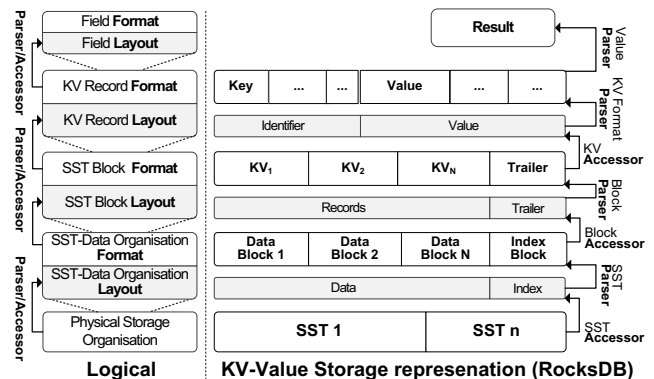 Field Format
Field Layout
KV Record Format
KV Record Layout
SST Block Format
SST Block Layout
SST-Data Organisation
Format
SST-Data Organisation
Layout
Physical Storage
Organisation
Parser/Accessor
Parser/Accessor
Parser/Accessor
Logical
Result
Key
...
...
Value
...
...
Identifier
Value
KV1
KV2
KVN
Trailer
Records
Trailer
Data
Block 1
Data
Block 2
Data
Block N
Index
Block
Data
Index
SST 1
SST n
Value
Parser
KV Format
Parser
KV
Accessor
Block
Parser
Block
Accessor
SST
Parser
SST
Accessor
KV-Value Storage represenation (RocksDB)